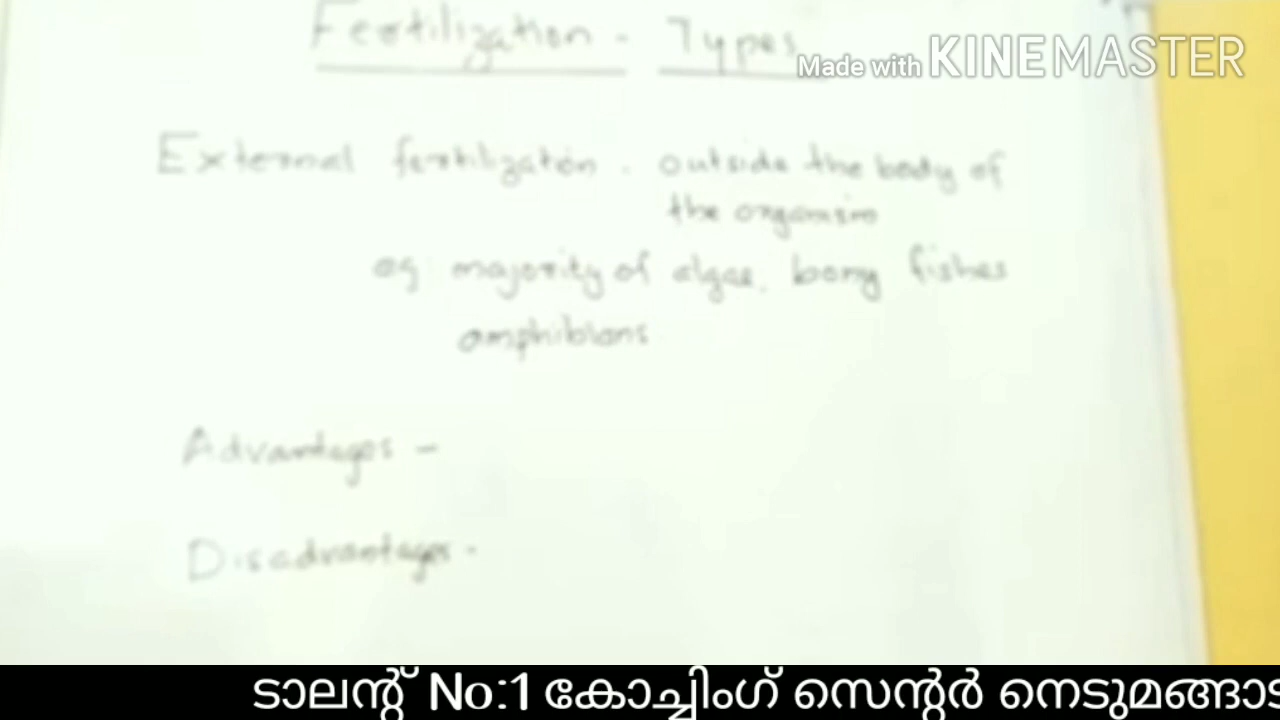 Fertilization - Types
Made with KINEMASTER
External fertilization - outside the body of
the organism
eg: majority of algae, bony fishes
amphibians
Advantages -
Disadvantages -
ടാലന്റ് No:1 കോച്ചിംഗ് സെന്റർ നെടുമങ്ങാട